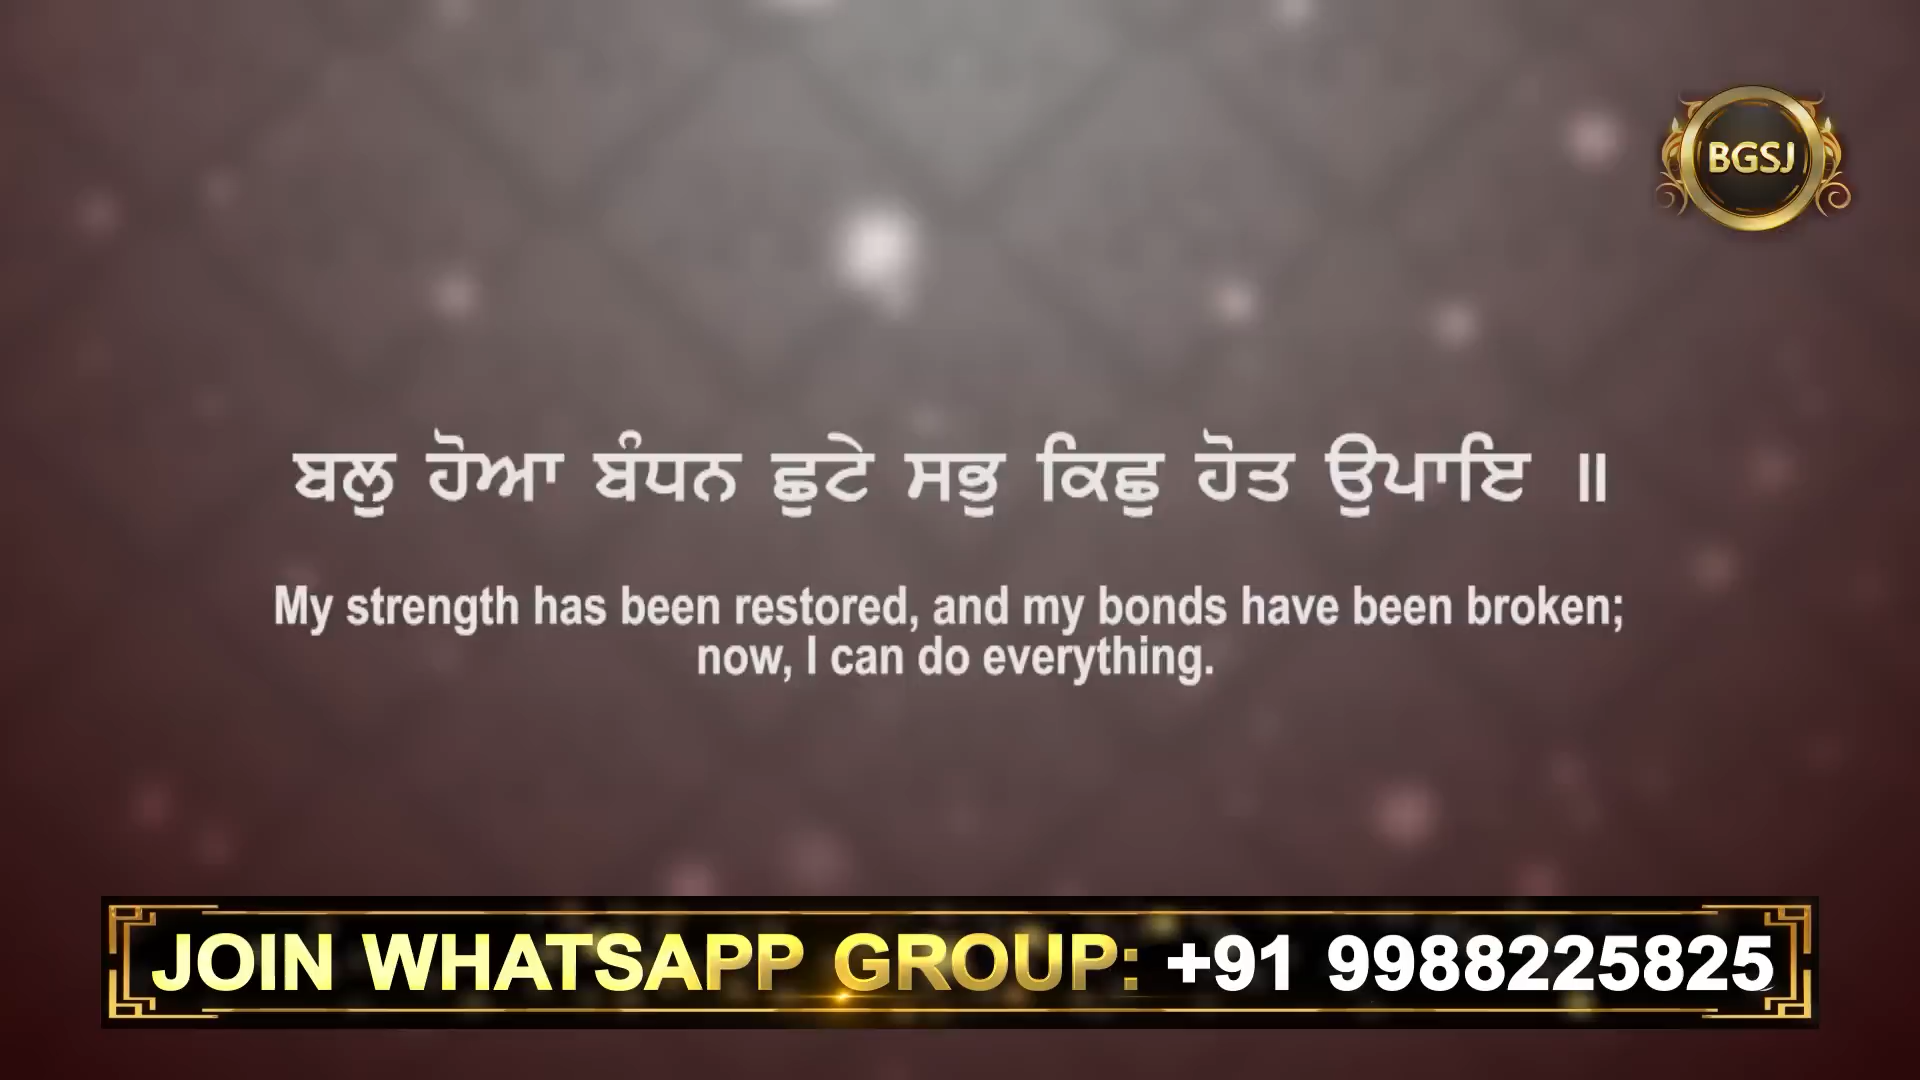 BGSJ
ਬਲੁ ਹੋਆ ਬੰਧਨ ਛੁਟੇ ਸਭੁ ਕਿਛੁ ਹੋਤ ਉਪਾਇ ॥
My strength has been restored, and my bonds have been broken;
now, I can do everything.
JOIN WHATSAPP GROUP: +91 9988225825